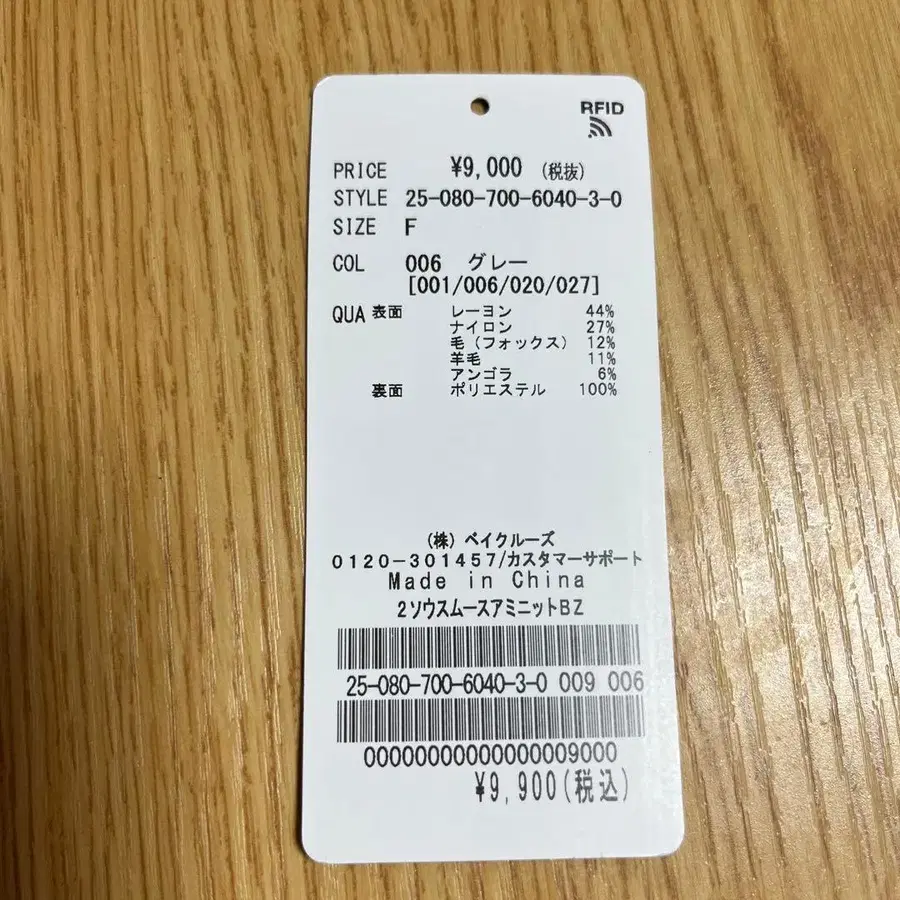 RFID
PRICE ¥9,000 (税抜)
STYLE 25-080-700-6040-3-0
SIZE F
COL 006 グレー
[001/006/020/027]
QUA 表面 レーヨン 44%
ナイロン 27%
毛(フォックス) 12%
羊毛 11%
アンゴラ 6%
裏面 ポリエステル 100%
(株) ベイクルーズ
0120-301457/カスタマーサポート
Made in China
2ソウスムースアミニットBZ
25-080-700-6040-3-0 009 006
00000000000000009000
¥9,900(税込)